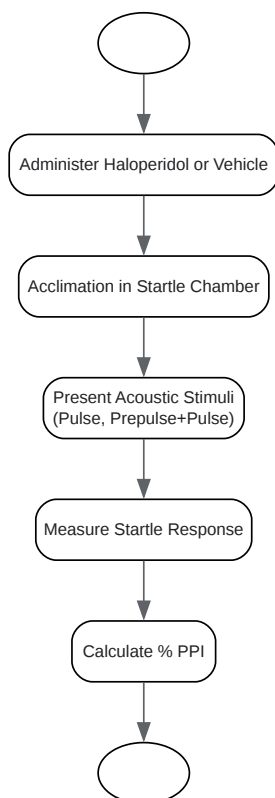 Administer Haloperidol or Vehicle
Acclimation in Startle Chamber
Present Acoustic Stimuli
(Pulse, Prepulse+Pulse)
Measure Startle Response
Calculate % PPI